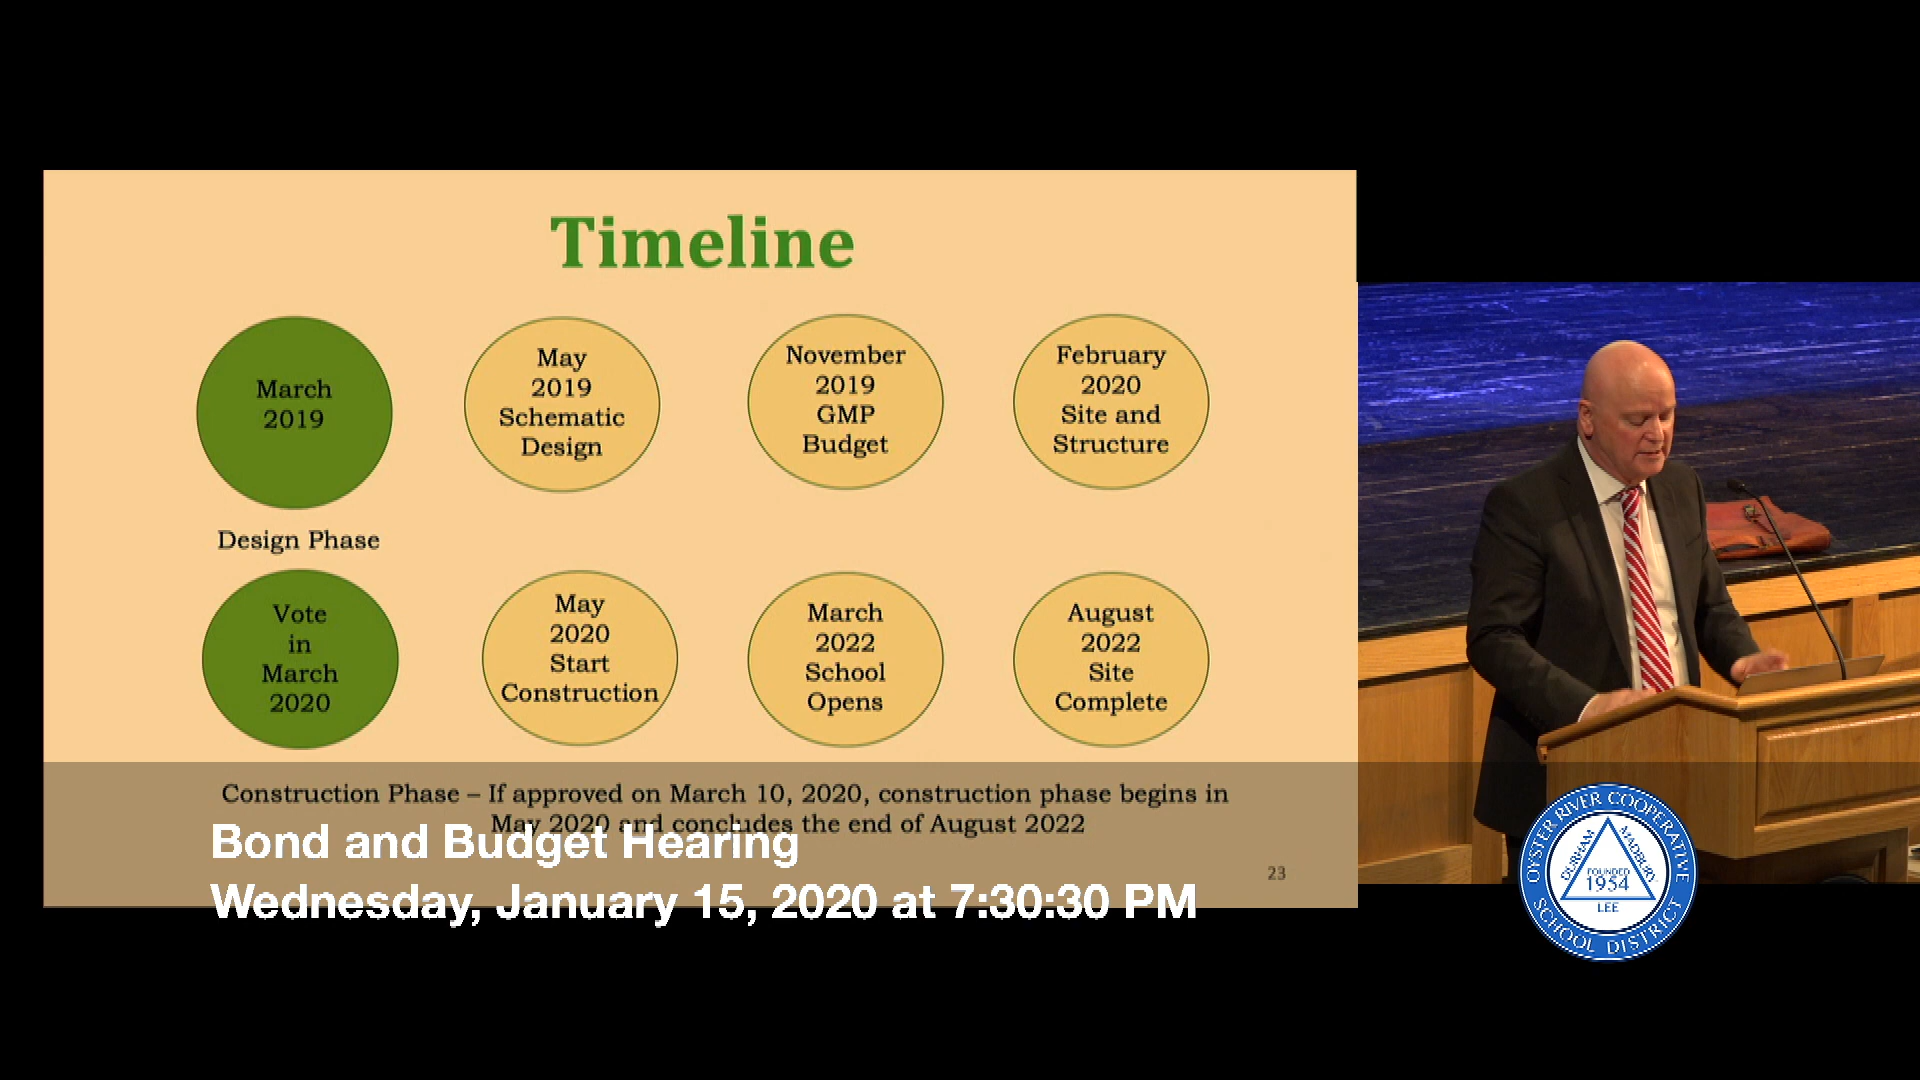 Timeline
March
2019
May
2019
Schematic
Design
November
2019
GMP
Budget
February
2020
Site and
Structure
Design Phase
Vote
in
March
2020
May
2020
Start
Construction
March
2022
School
Opens
August
2022
Site
Complete
Construction Phase – If approved on March 10, 2020, construction phase begins in
May 2020 and concludes the end of August 2022
23
Bond and Budget Hearing
Wednesday, January 15, 2020 at 7:30:30 PM
OYSTER RIVER COOPERATIVE
DURHAM
MADBURY
FOUNDED
1954
LEE
SCHOOL DISTRICT